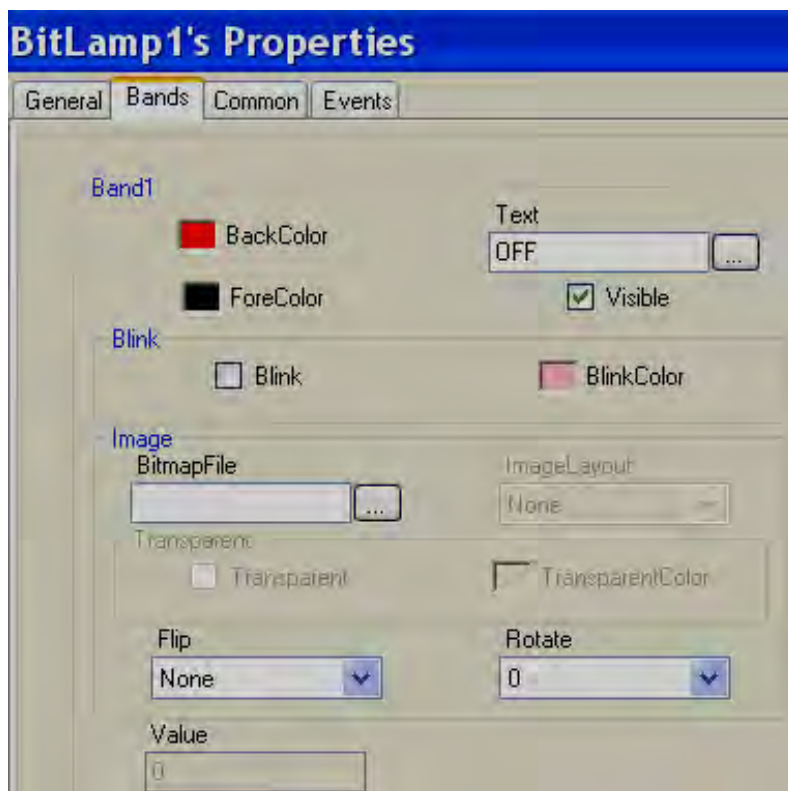 BitLamp1's Properties
General Bands Common Events
Band1
BackColor
Text
OFF ...
ForeColor
Visible
Blink
Blink
BlinkColor
Image
BitmapFile
ImageLayout
...
None
Transparent
Transparent
TransparentColor
Flip
Rotate
None
0
Value
0